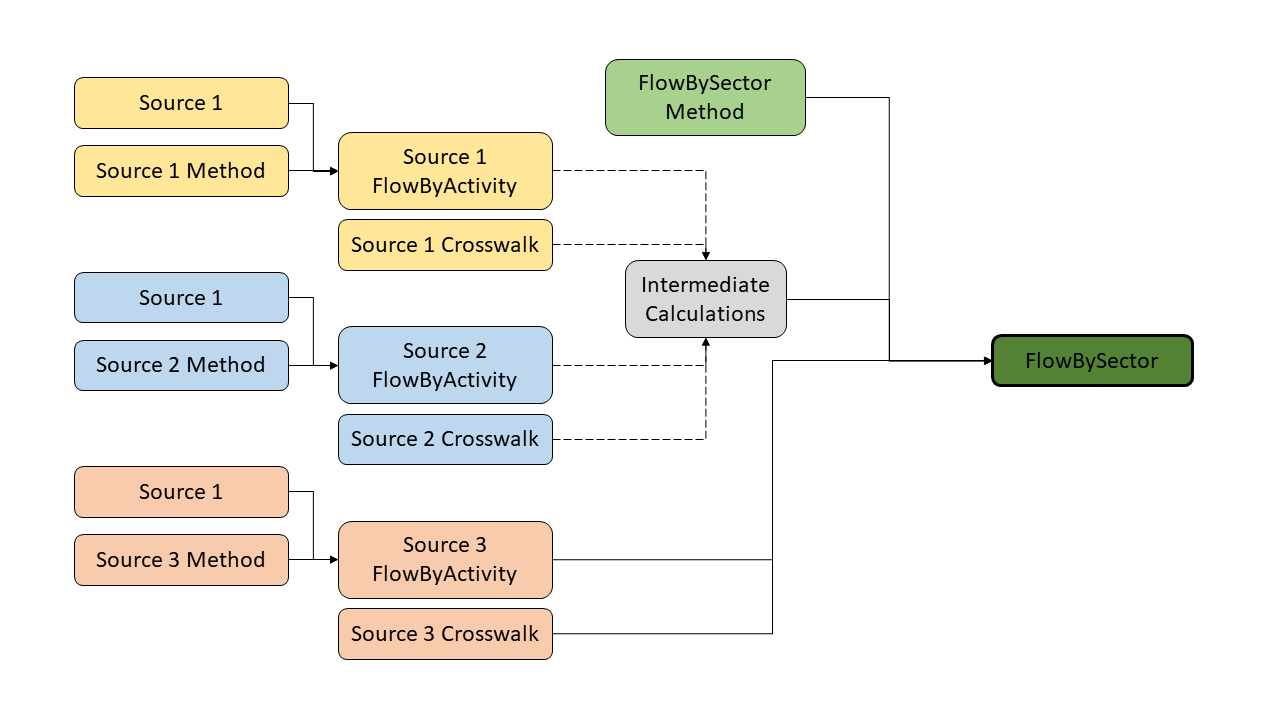 Source 1
Source 1 Method
Source 1
FlowByActivity
Source 1 Crosswalk
Source 1
Source 2 Method
Source 2
FlowByActivity
Source 2 Crosswalk
Source 1
Source 3 Method
Source 3
FlowByActivity
Source 3 Crosswalk
FlowBySector
Method
Intermediate
Calculations
FlowBySector